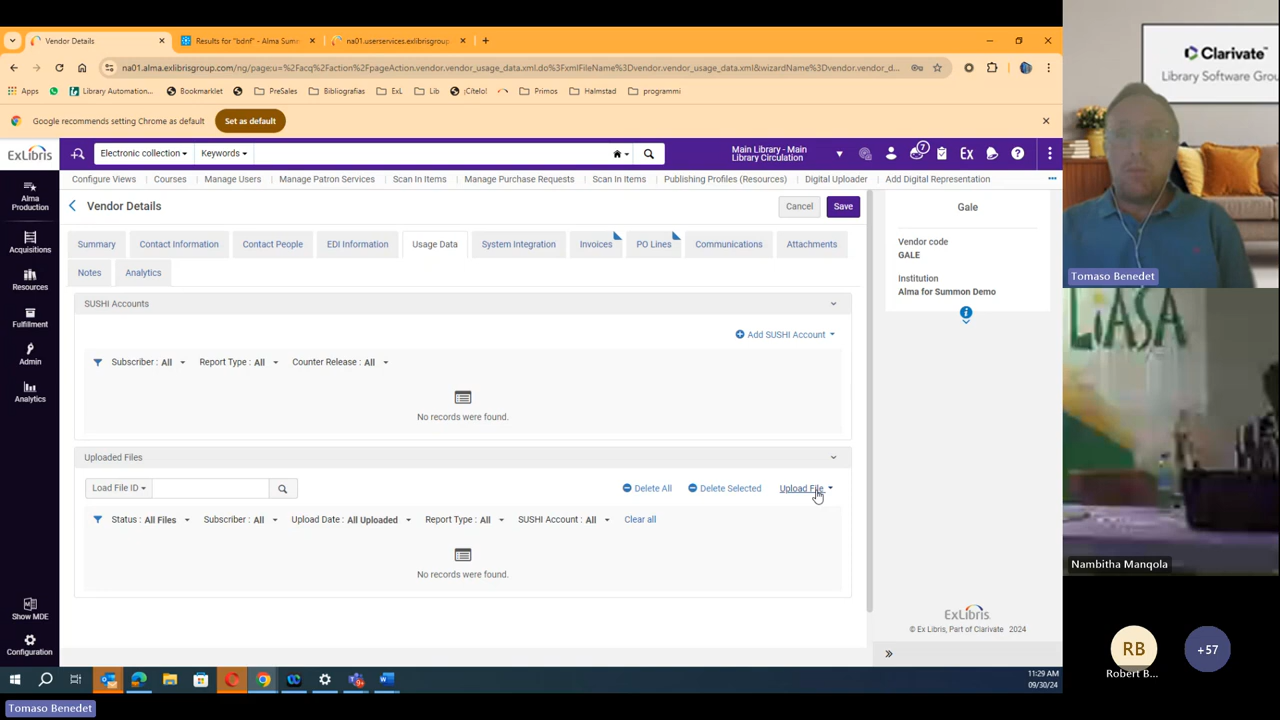 Vendor Details
Results for "bdnf" - Alma Summ
na01.userservices.exlibrisgroup.
na01.alma.exlibrisgroup.com/ng/page;u=%2Facq%2Faction%2FpageAction.vendor.vendor_usage_data.xml.do%3FxmlFileName%3Dvendor.vendor_usage_data.xml&wizardName%3Dvendor.vendor_d...
Apps
Library Automation...
Bookmarklet
PreSales
Bibliografias
ExL
Lib
¡Cítelo!
Primos
Halmstad
programmi
Google recommends setting Chrome as default
Set as default
ExLibris
Electronic collection
Keywords
Main Library - Main
Library Circulation
7
Ex
Configure Views
Courses
Manage Users
Manage Patron Services
Scan In Items
Manage Purchase Requests
Scan In Items
Publishing Profiles (Resources)
Digital Uploader
Add Digital Representation
Alma
Production
Acquisitions
Resources
Fulfillment
Admin
Analytics
Show MDE
Configuration
Vendor Details
Cancel
Save
Summary
Contact Information
Contact People
EDI Information
Usage Data
System Integration
Invoices
PO Lines
Communications
Attachments
Notes
Analytics
SUSHI Accounts
Add SUSHI Account
Subscriber : All
Report Type : All
Counter Release : All
No records were found.
Uploaded Files
Load File ID
Delete All
Delete Selected
Upload File
Status : All Files
Subscriber : All
Upload Date : All Uploaded
Report Type : All
SUSHI Account : All
Clear all
No records were found.
Gale
Vendor code
GALE
Institution
Alma for Summon Demo
ExLibris
© Ex Libris, Part of Clarivate 2024
11:29 AM
09/30/24
Tomaso Benedet
Clarivate™
Library Software Grou
Tomaso Benedet
LiASA
Nambitha Manqola
RB
Robert B...
+57